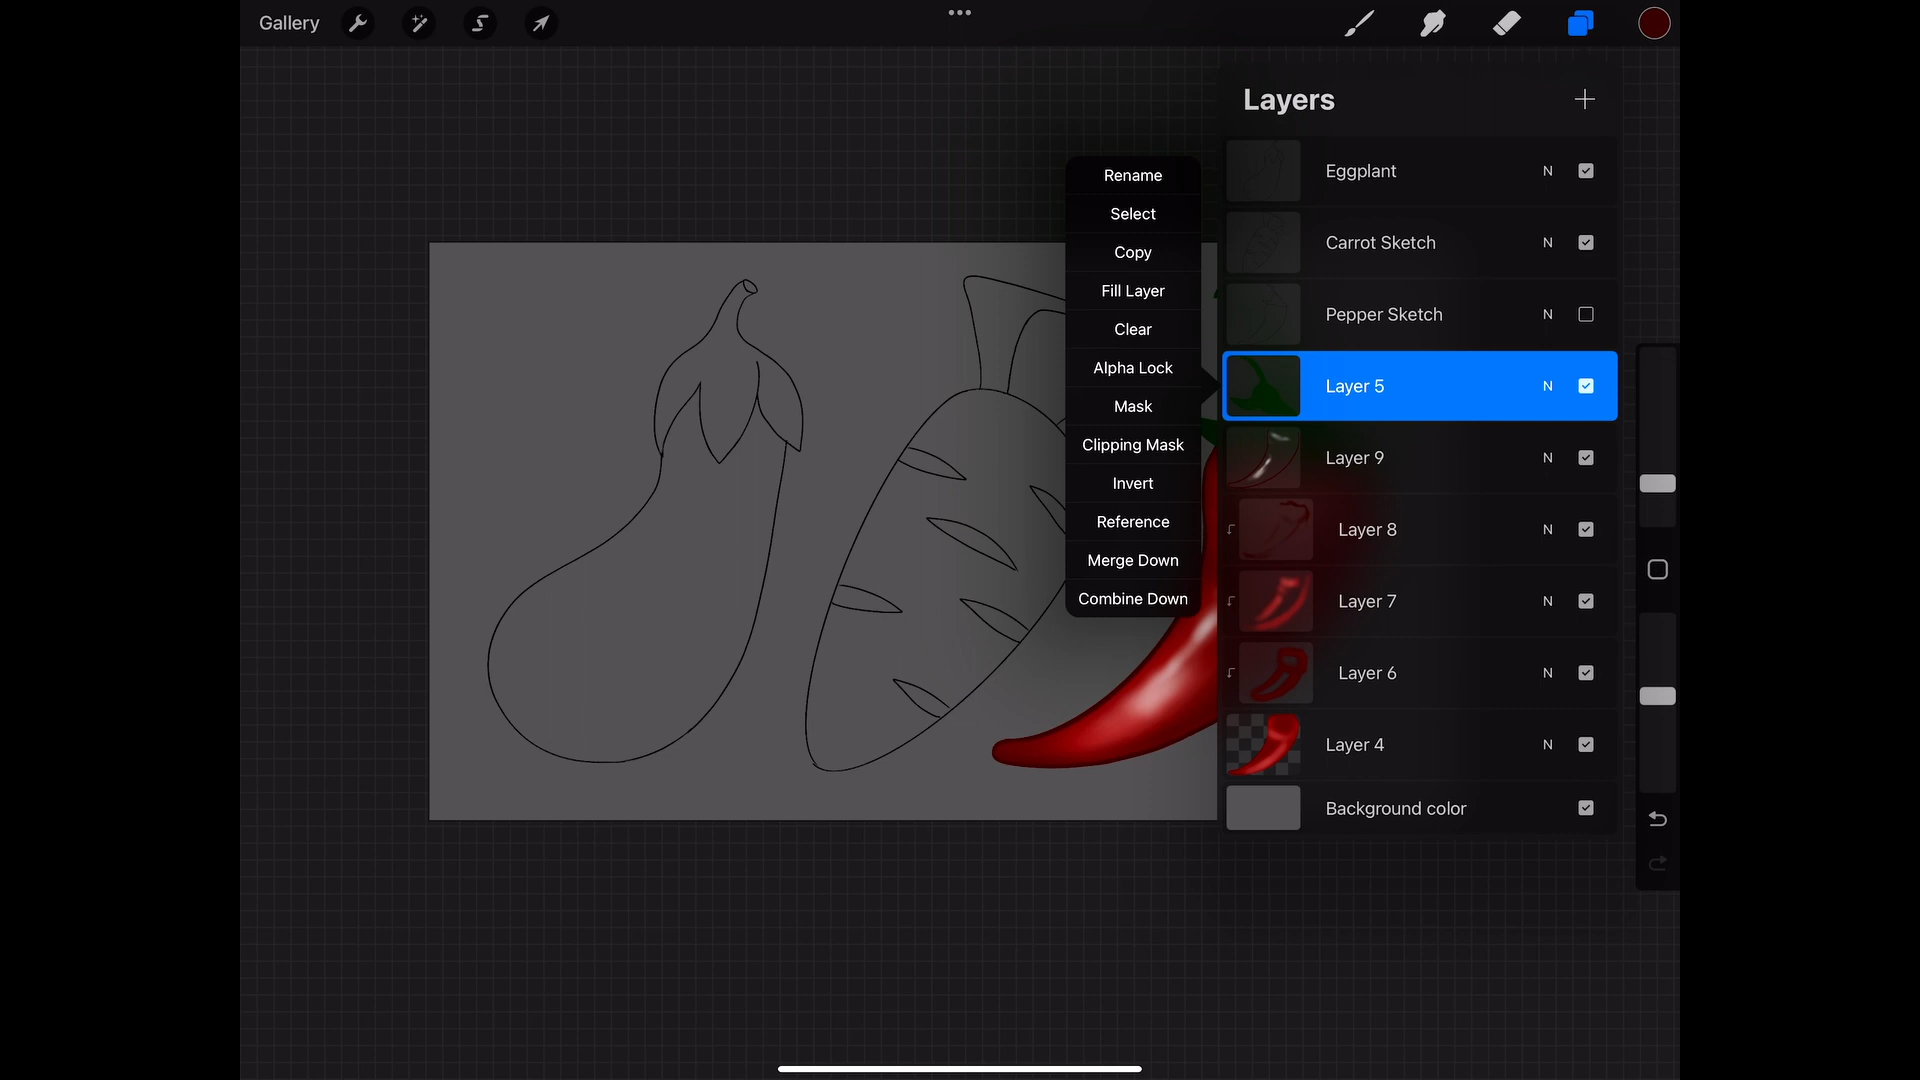 Gallery
Layers
Rename
Select
Copy
Fill Layer
Clear
Alpha Lock
Mask
Clipping Mask
Invert
Reference
Merge Down
Combine Down
Eggplant N
Carrot Sketch N
Pepper Sketch N
Layer 5 N
Layer 9 N
Layer 8 N
Layer 7 N
Layer 6 N
Layer 4 N
Background color